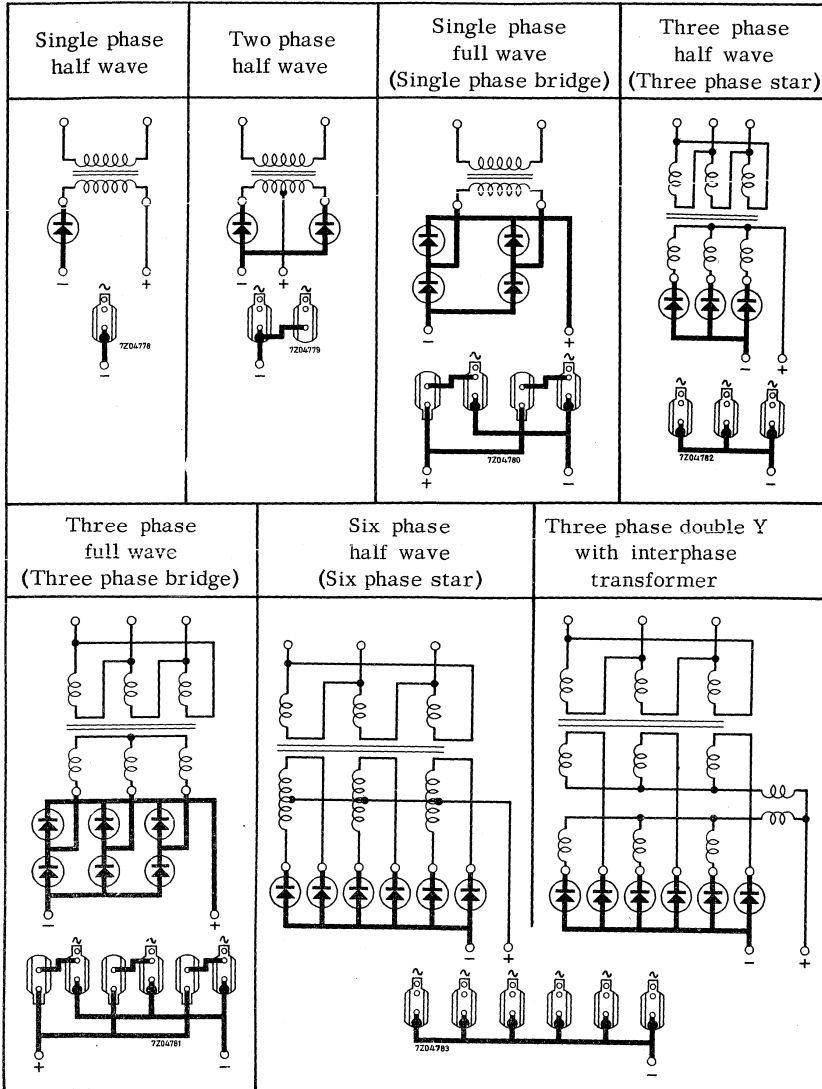 Single phase
half wave
Two phase
half wave
Single phase
full wave
(Single phase bridge)
Three phase
half wave
(Three phase star)
−
+
~
7Z04778
−
−
+
~
~
7Z04779
−
−
+
~
~
7Z04780
+
−
−
+
~
~
~
7Z04782
−
Three phase
full wave
(Three phase bridge)
Six phase
half wave
(Six phase star)
Three phase double Y
with interphase
transformer
−
+
~
~
~
7Z04781
+
−
−
+
−
+
~
~
~
~
~
~
7Z04783
−